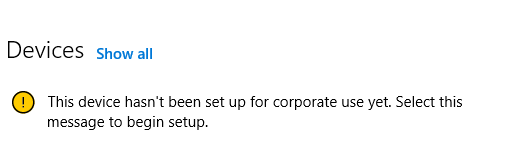 Devices Show all
This device hasn't been set up for corporate use yet. Select this
message to begin setup.